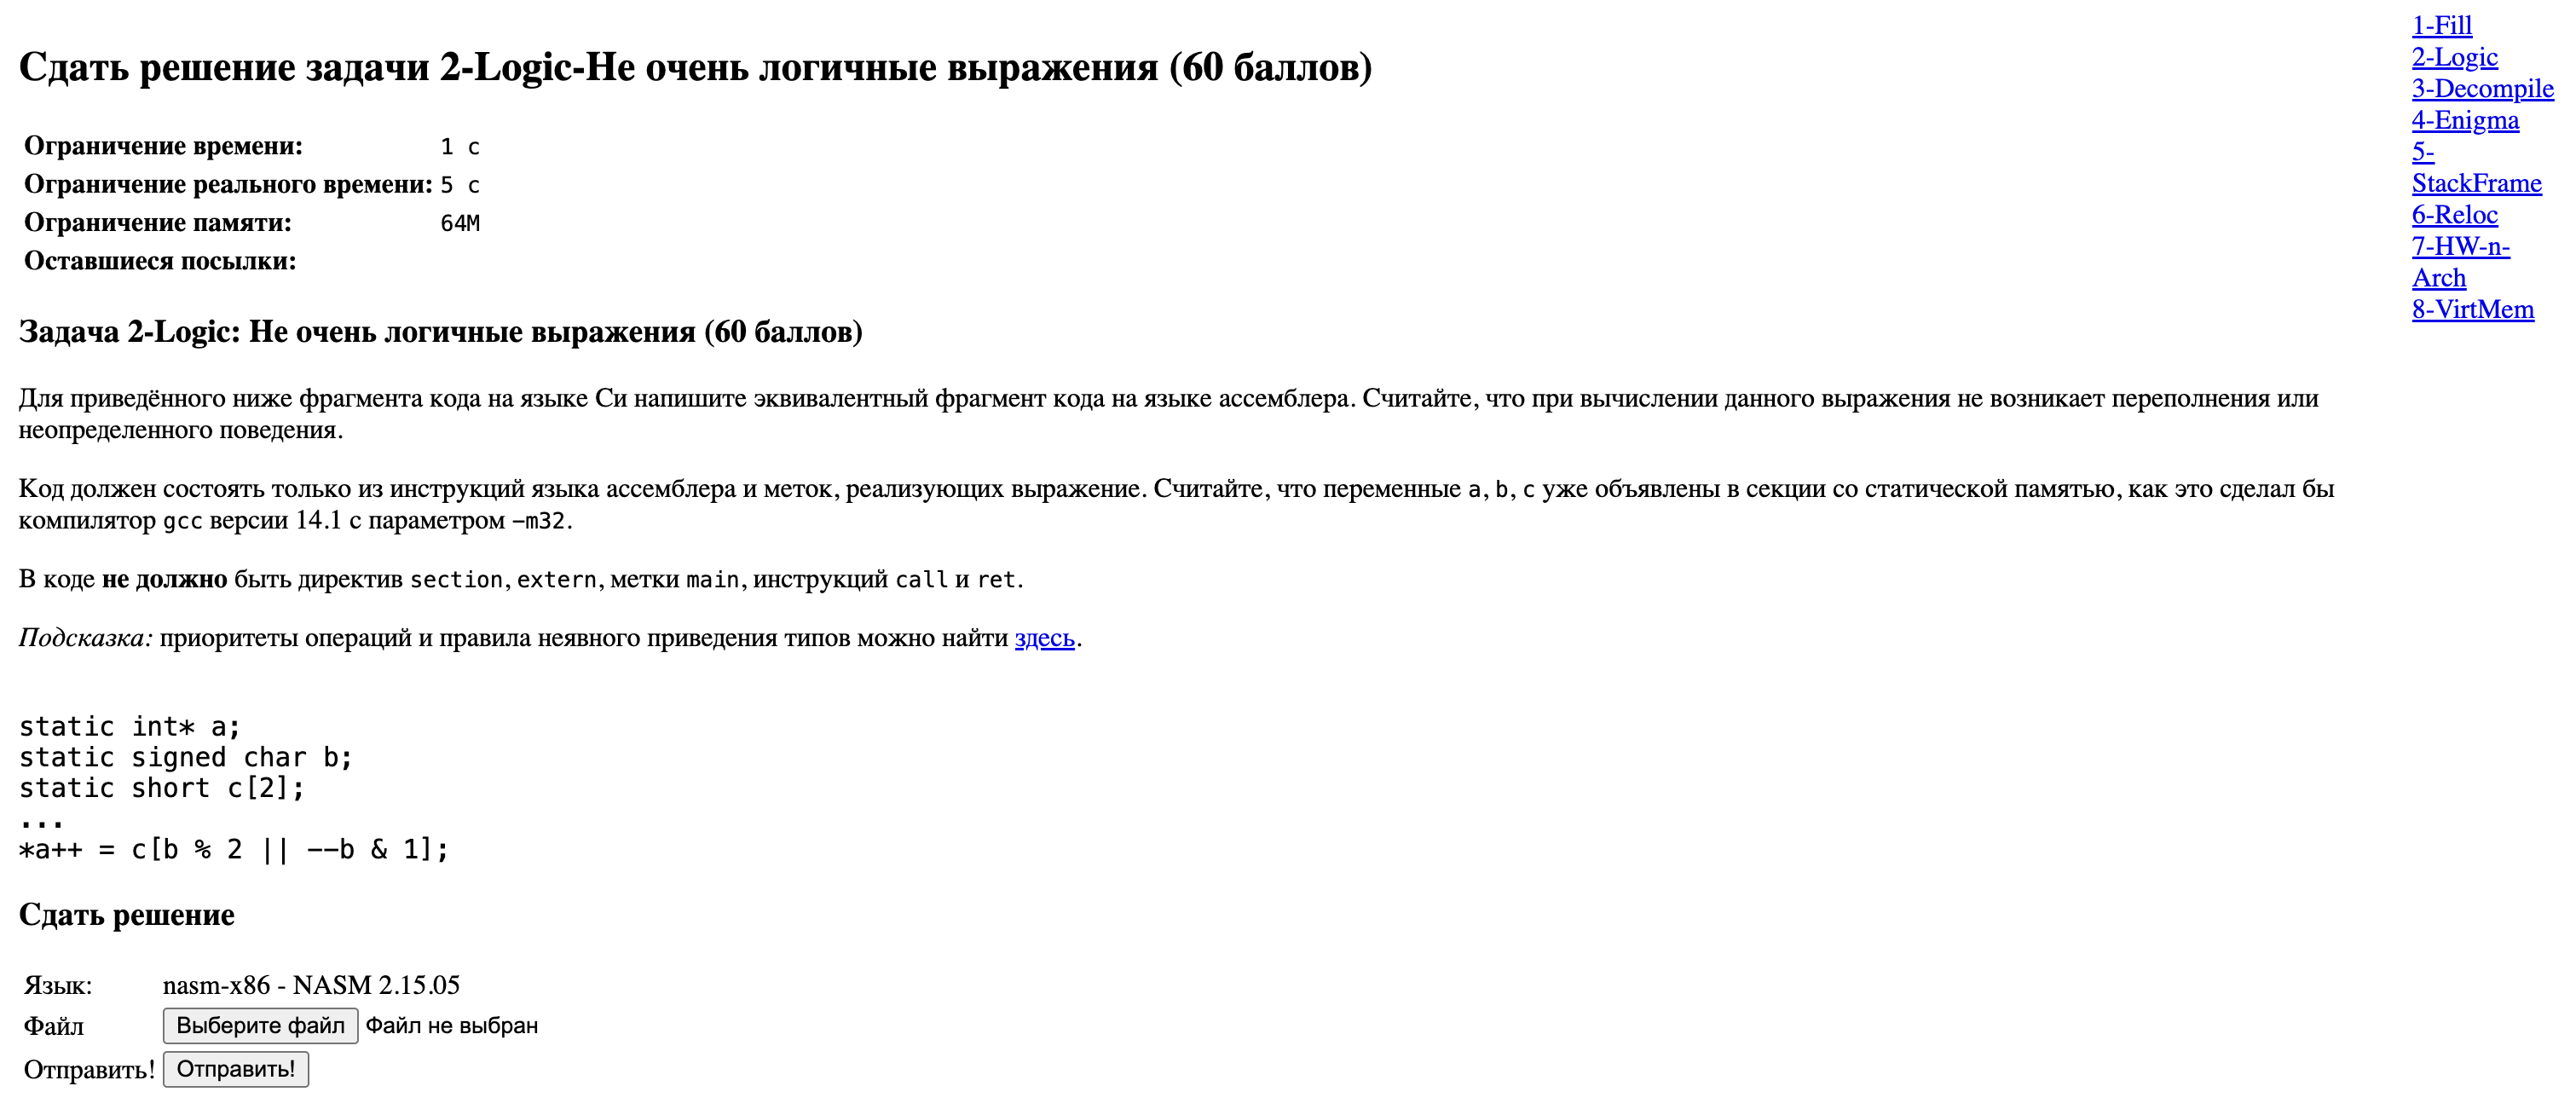 Сдать решение задачи 2-Logic-Не очень логичные выражения (60 баллов)
Ограничение времени: 1 с
Ограничение реального времени: 5 с
Ограничение памяти: 64M
Оставшиеся посылки:
Задача 2-Logic: Не очень логичные выражения (60 баллов)
Для приведённого ниже фрагмента кода на языке Си напишите эквивалентный фрагмент кода на языке ассемблера. Считайте, что при вычислении данного выражения не возникает переполнения или
неопределенного поведения.
Код должен состоять только из инструкций языка ассемблера и меток, реализующих выражение. Считайте, что переменные a, b, c уже объявлены в секции со статической памятью, как это сделал бы
компилятор gcc версии 14.1 с параметром -m32.
В коде не должно быть директив section, extern, метки main, инструкций call и ret.
Подсказка: приоритеты операций и правила неявного приведения типов можно найти здесь.
static int* a;
static signed char b;
static short c[2];
...
*a++ = c[b % 2 || --b & 1];
Сдать решение
Язык: nasm-x86 - NASM 2.15.05
Файл Выберите файл Файл не выбран
Отправить! Отправить!
1-Fill
2-Logic
3-Decompile
4-Enigma
5-
StackFrame
6-Reloc
7-HW-n-
Arch
8-VirtMem